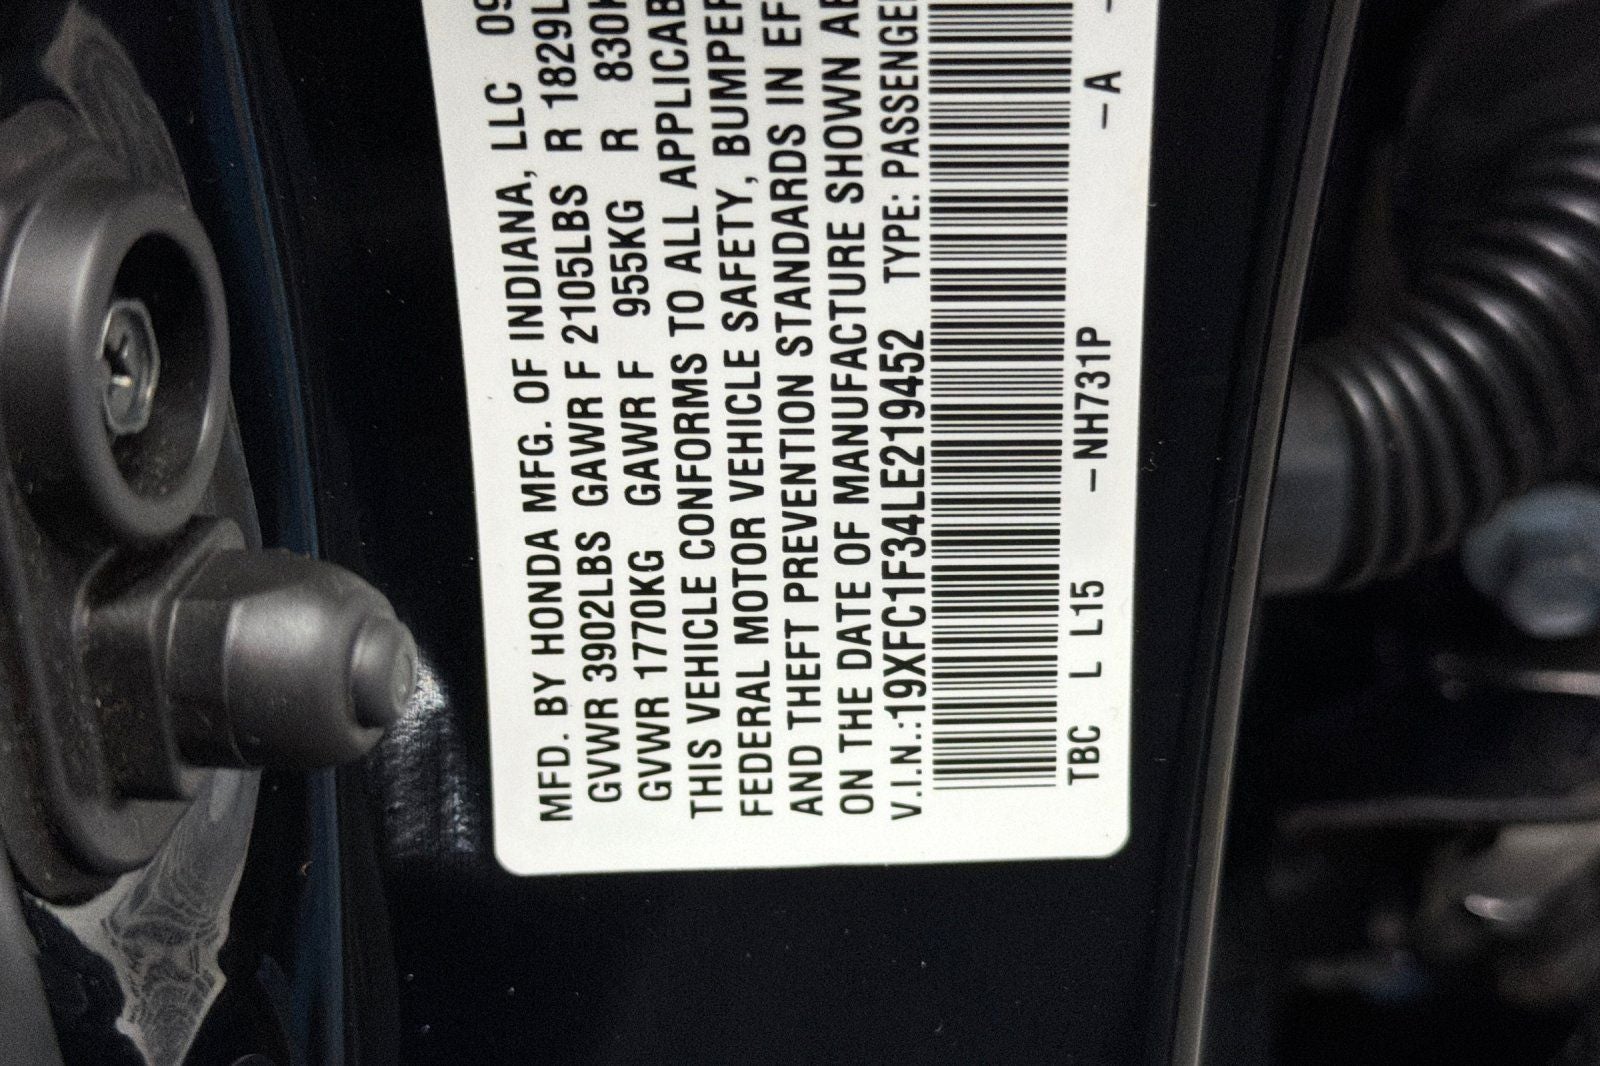 MFD. BY HONDA MFG. OF INDIANA, LLC 09
GVWR 3902LBS GAWR F 2105LBS R 1829L
GVWR 1770KG GAWR F 955KG R 830K
THIS VEHICLE CONFORMS TO ALL APPLICAB
FEDERAL MOTOR VEHICLE SAFETY, BUMPER
AND THEFT PREVENTION STANDARDS IN EF
ON THE DATE OF MANUFACTURE SHOWN AB
V.I.N.:19XFC1F34LE219452 TYPE: PASSENGE
TBC L L15 -NH731P -A -